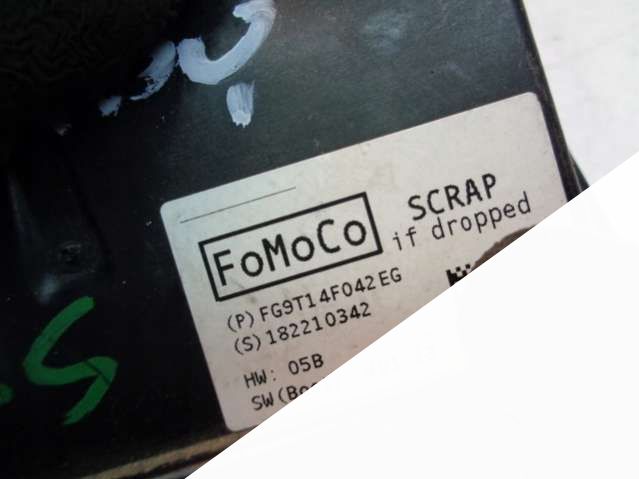 FoMoCo
SCRAP
if dropped
(P) FG9T14F042EG
(S) 182210342
HW: 05B